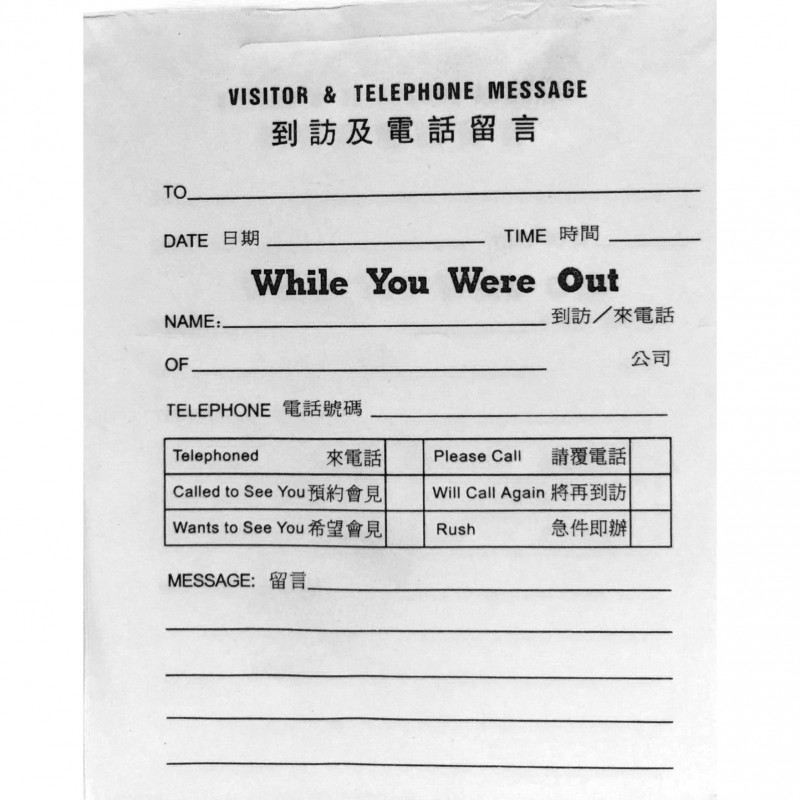 VISITOR & TELEPHONE MESSAGE
到訪及電話留言
TO
DATE 日期 TIME 時間
While You Were Out
NAME: 到訪／來電話
OF 公司
TELEPHONE 電話號碼
Telephoned 來電話 Please Call 請覆電話
Called to See You 預約會見 Will Call Again 將再到訪
Wants to See You 希望會見 Rush 急件即辦
MESSAGE: 留言